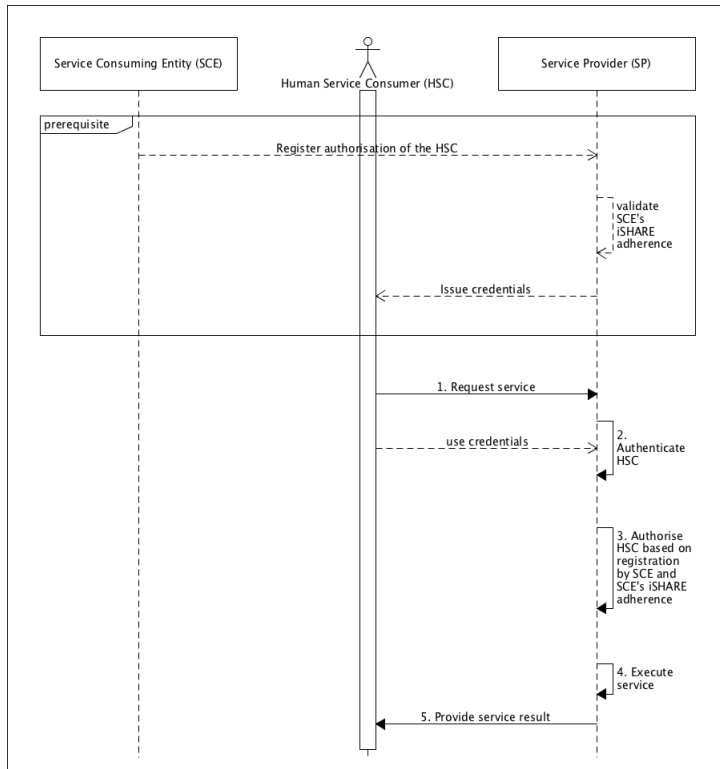 Service Consuming Entity (SCE)
Human Service Consumer (HSC)
Service Provider (SP)
prerequisite
Register authorisation of the HSC
validate
SCE's
iSHARE
adherence
Issue credentials
1. Request service
2.
Authenticate
HSC
use credentials
3. Authorise
HSC based on
registration
by SCE and
SCE's iSHARE
adherence
4. Execute
service
5. Provide service result